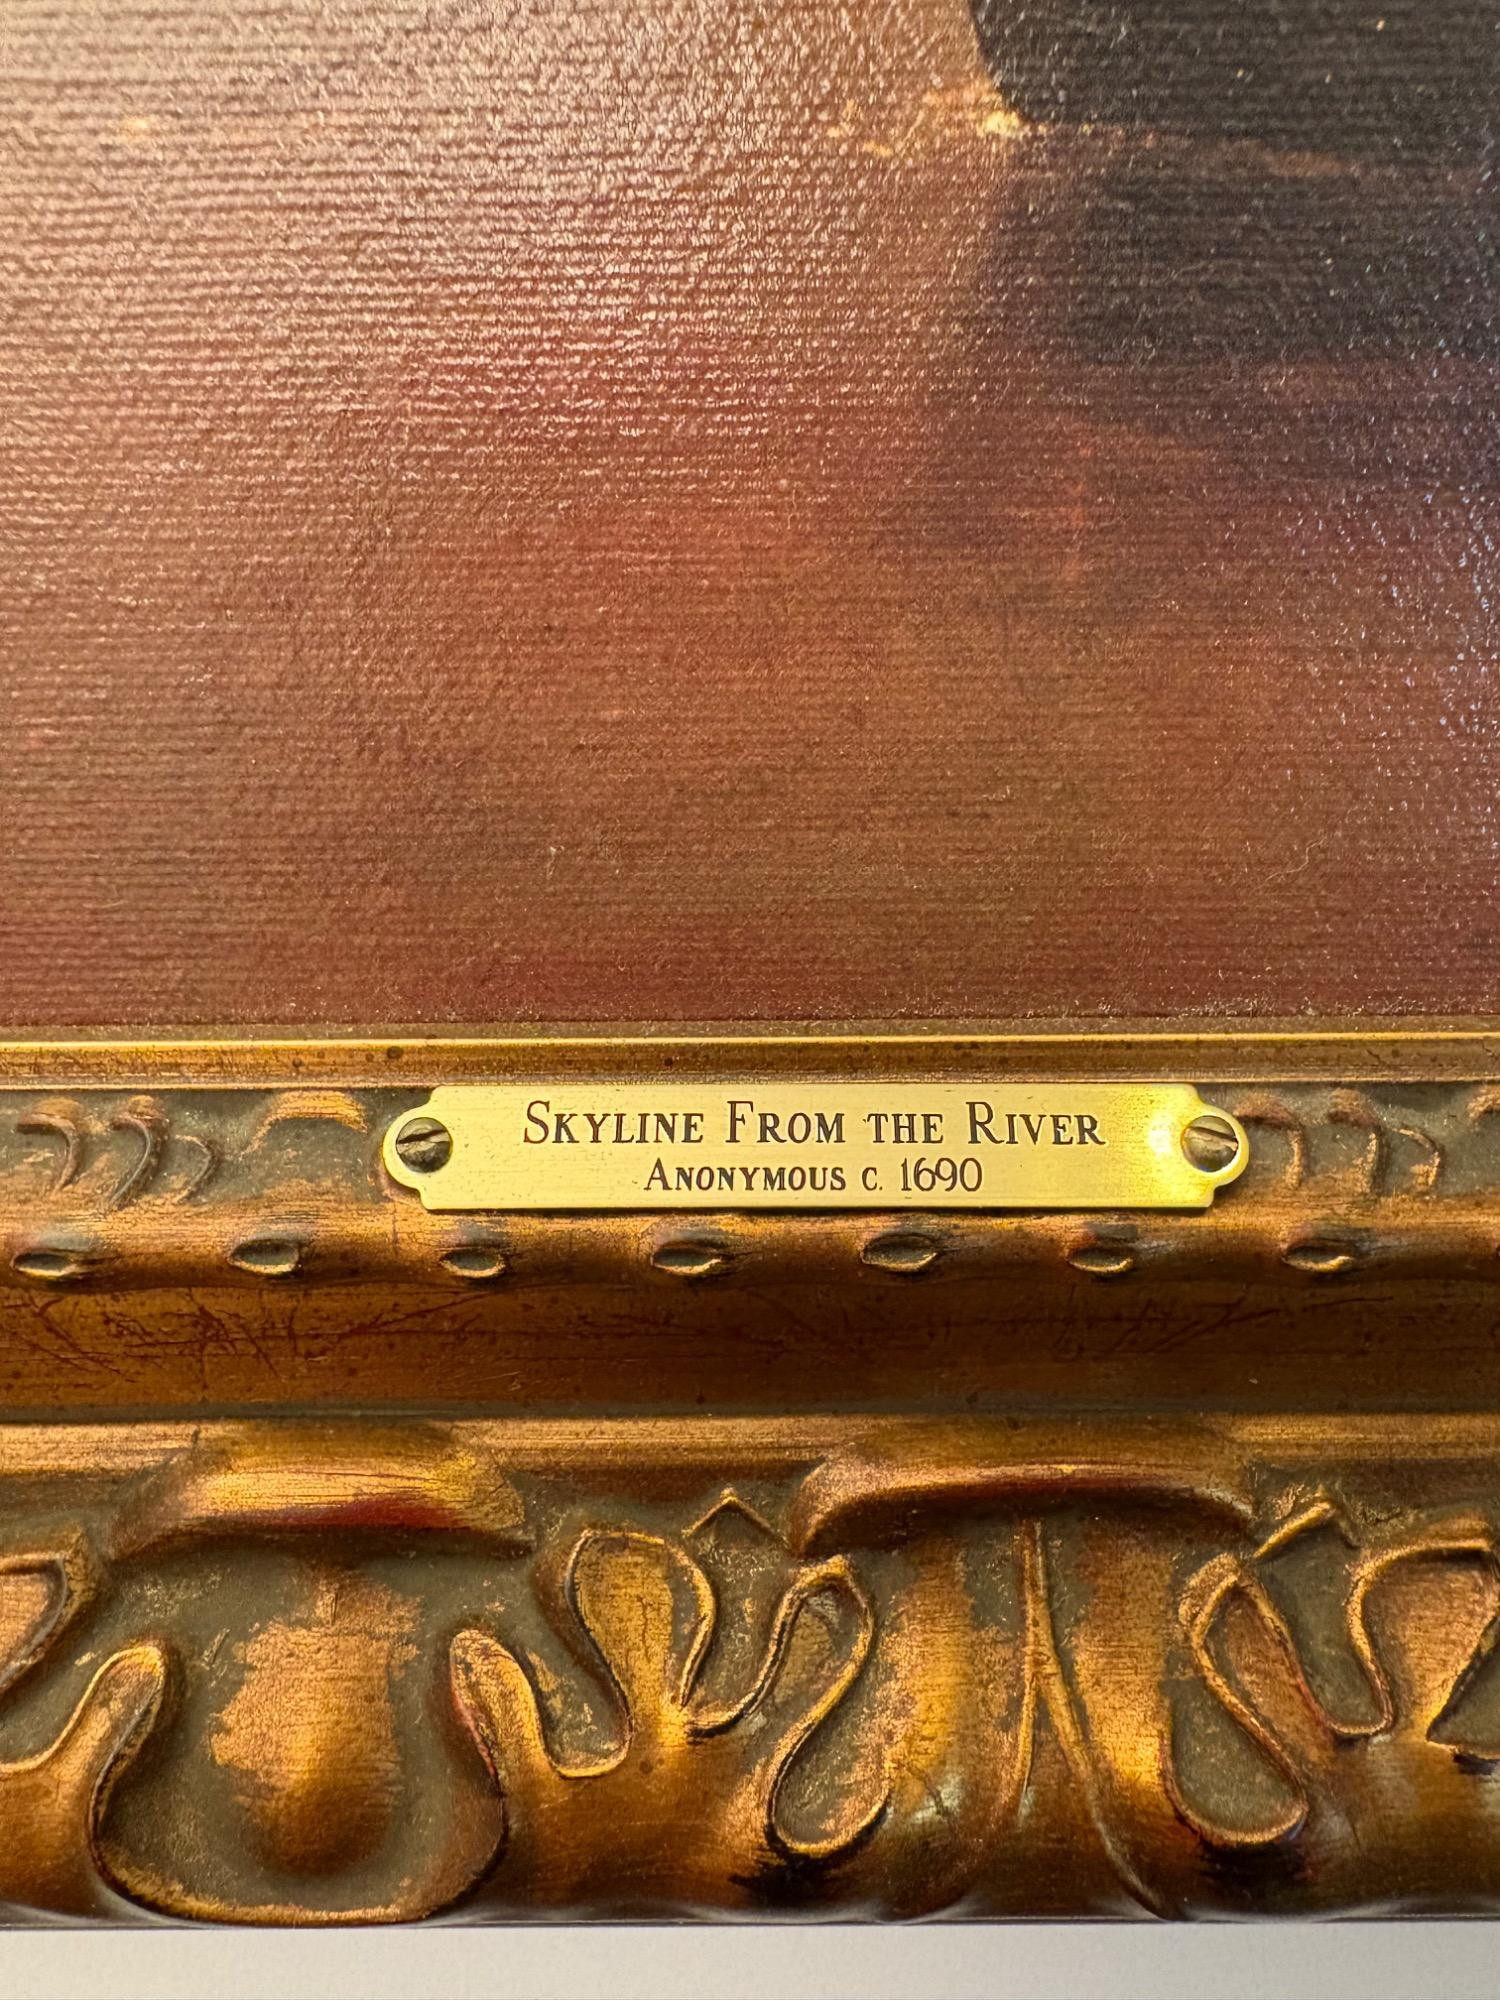 Skyline From the River
Anonymous c. 1690